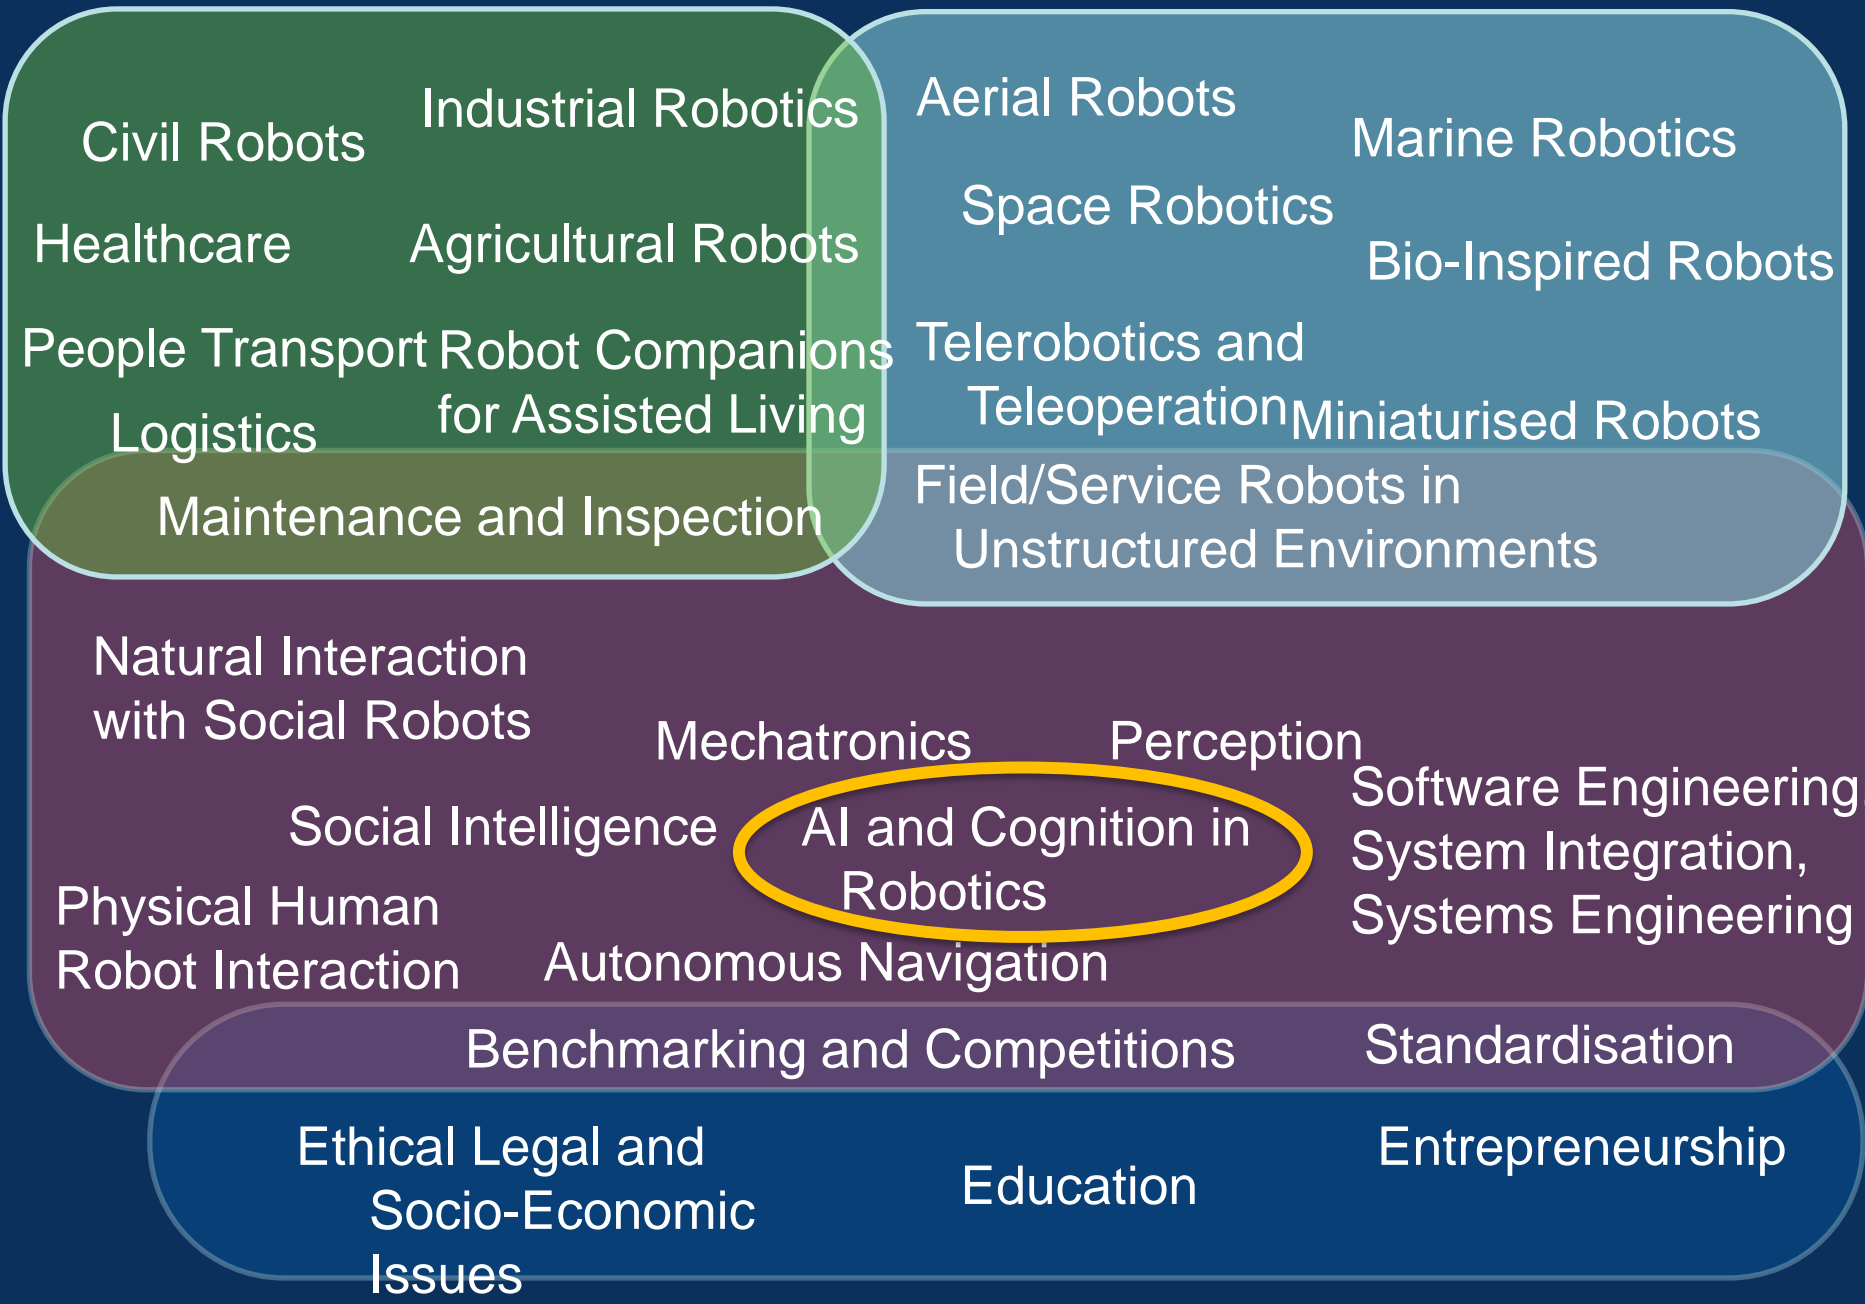 Civil Robots
Industrial Robotics
Healthcare
Agricultural Robots
People Transport
Robot Companions
for Assisted Living
Logistics
Maintenance and Inspection
Aerial Robots
Marine Robotics
Space Robotics
Bio-Inspired Robots
Telerobotics and
Teleoperation
Miniaturised Robots
Field/Service Robots in
Unstructured Environments
Natural Interaction
with Social Robots
Mechatronics
Perception
Social Intelligence
AI and Cognition in
Robotics
Software Engineering,
System Integration,
Systems Engineering
Physical Human
Robot Interaction
Autonomous Navigation
Benchmarking and Competitions
Standardisation
Ethical Legal and
Socio-Economic
Issues
Education
Entrepreneurship